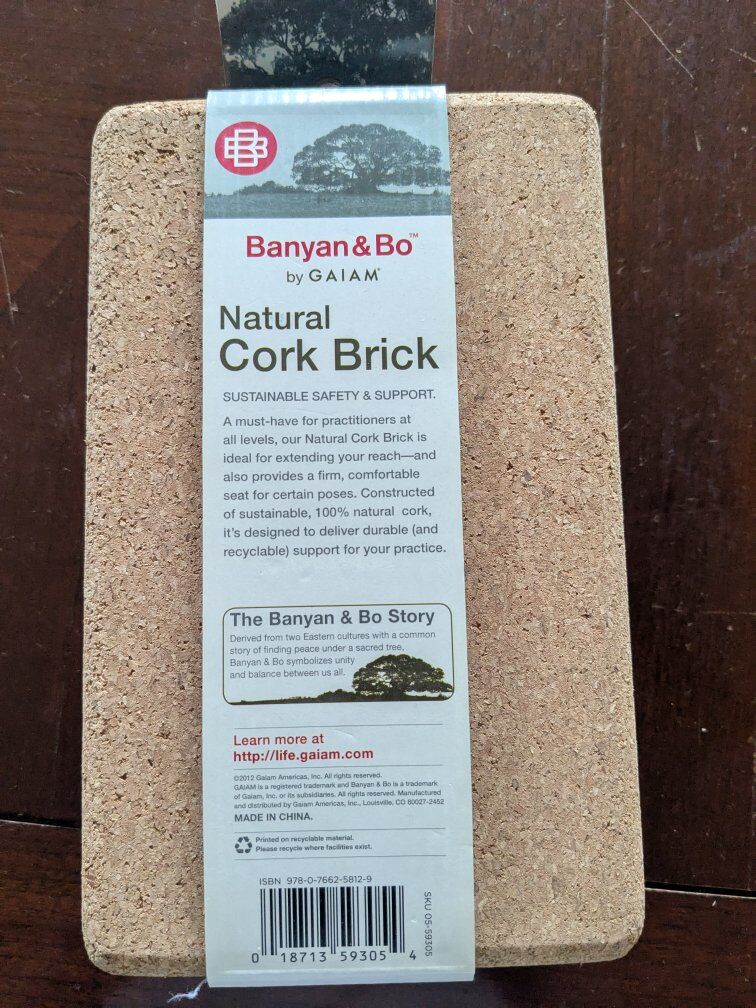 BB
Banyan&Bo™
by GAIAM®
Natural
Cork Brick
SUSTAINABLE SAFETY & SUPPORT.
A must-have for practitioners at
all levels, our Natural Cork Brick is
ideal for extending your reach—and
also provides a firm, comfortable
seat for certain poses. Constructed
of sustainable, 100% natural cork,
it's designed to deliver durable (and
recyclable) support for your practice.
The Banyan & Bo Story
Derived from two Eastern cultures with a common
story of finding peace under a sacred tree,
Banyan & Bo symbolizes unity
and balance between us all.
Learn more at
http://life.gaiam.com
©2012 Gaiam Americas, Inc. All rights reserved.
GAIAM is a registered trademark and Banyan & Bo is a trademark
of Gaiam, Inc. or its subsidiaries. All rights reserved. Manufactured
and distributed by Gaiam Americas, Inc., Louisville, CO 80027-2452
MADE IN CHINA.
Printed on recyclable material.
Please recycle where facilities exist.
ISBN 978-0-7662-5812-9
SKU 05-59305
0 18713 59305 4